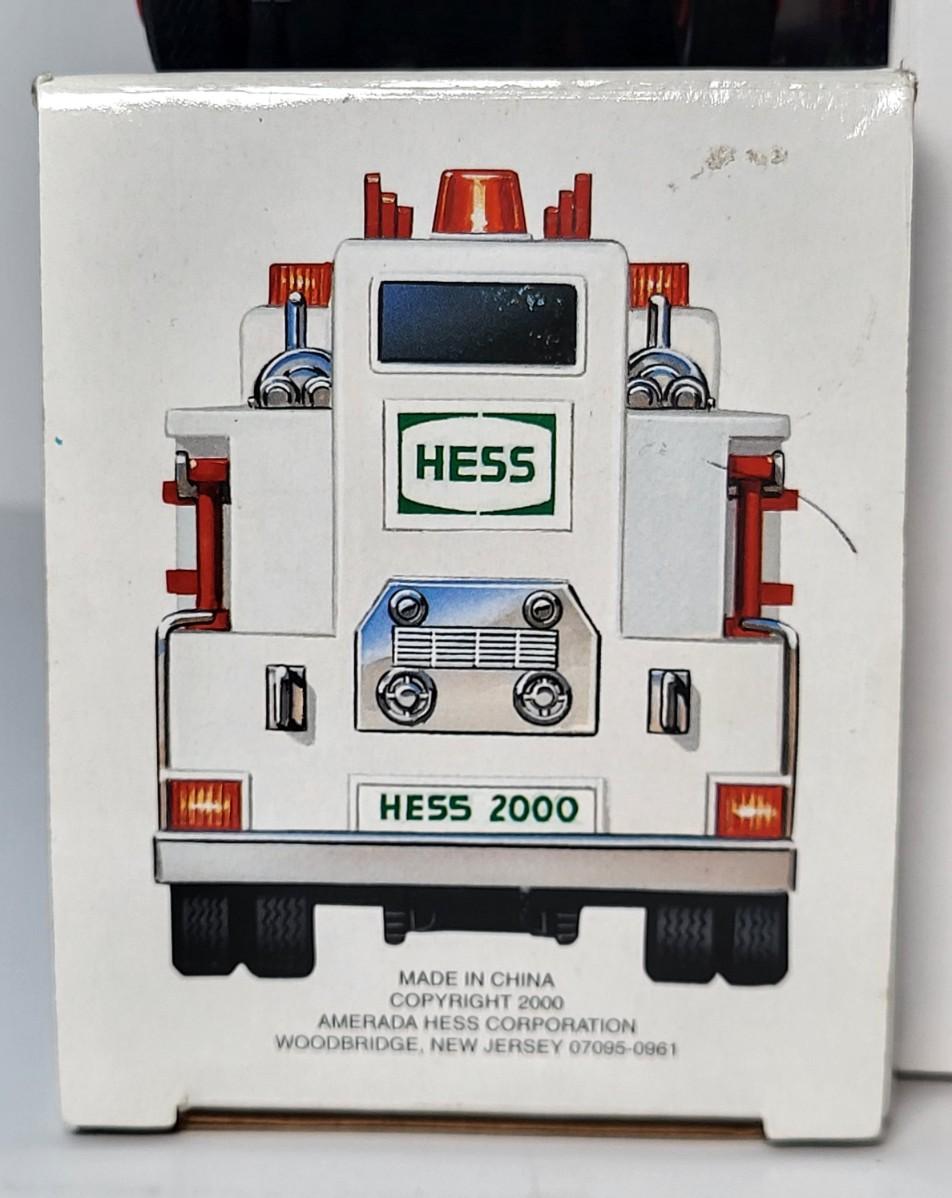 HESS
HESS 2000
MADE IN CHINA
COPYRIGHT 2000
AMERADA HESS CORPORATION
WOODBRIDGE, NEW JERSEY 07095-0961